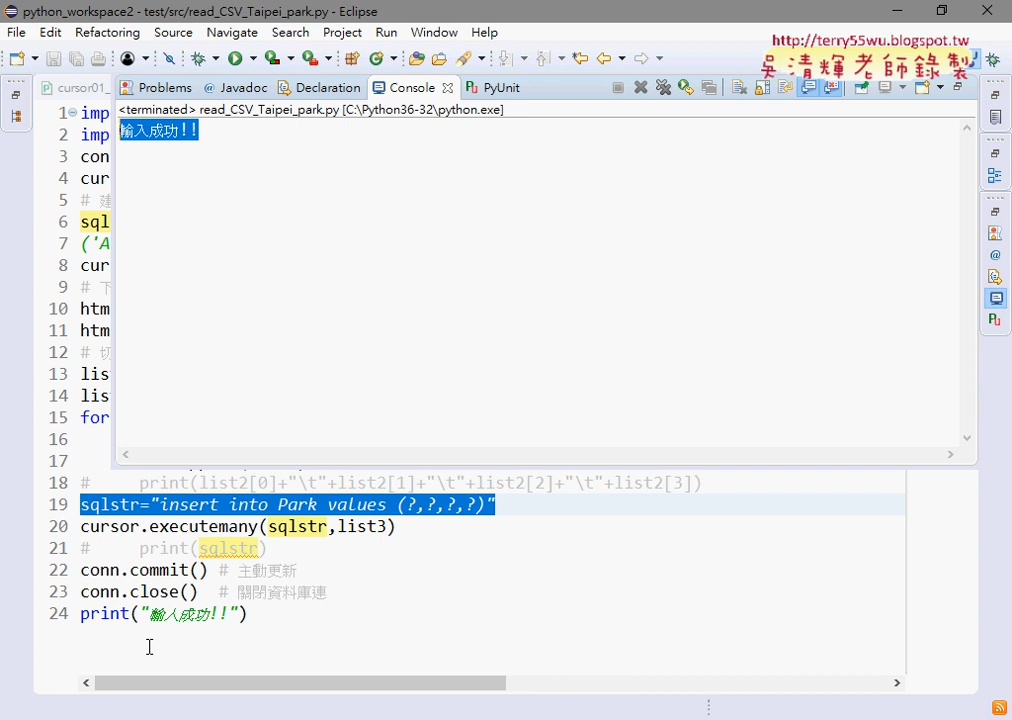 python_workspace2 - test/src/read_CSV_Taipei_park.py - Eclipse
File Edit Refactoring Source Navigate Search Project Run Window Help
http://terry55wu.blogspot.tw
吳清輝老師錄製
cursor01_
Problems @ Javadoc Declaration Console PyUnit
<terminated> read_CSV_Taipei_park.py [C:\Python36-32\python.exe]
輸入成功!!
1 imp
2 imp
3 con
4 cur
5 # 建
6 sql
7 ('A
8 cur
9 # 下
10 htm
11 htm
12 # 切
13 lis
14 lis
15 for
16
17
18 # print(list2[0]+"\t"+list2[1]+"\t"+list2[2]+"\t"+list2[3])
19 sqlstr="insert into Park values (?,?,?,?)"
20 cursor.executemany(sqlstr,list3)
21 # print(sqlstr)
22 conn.commit() # 主動更新
23 conn.close() # 關閉資料庫連
24 print("輸入成功!!")